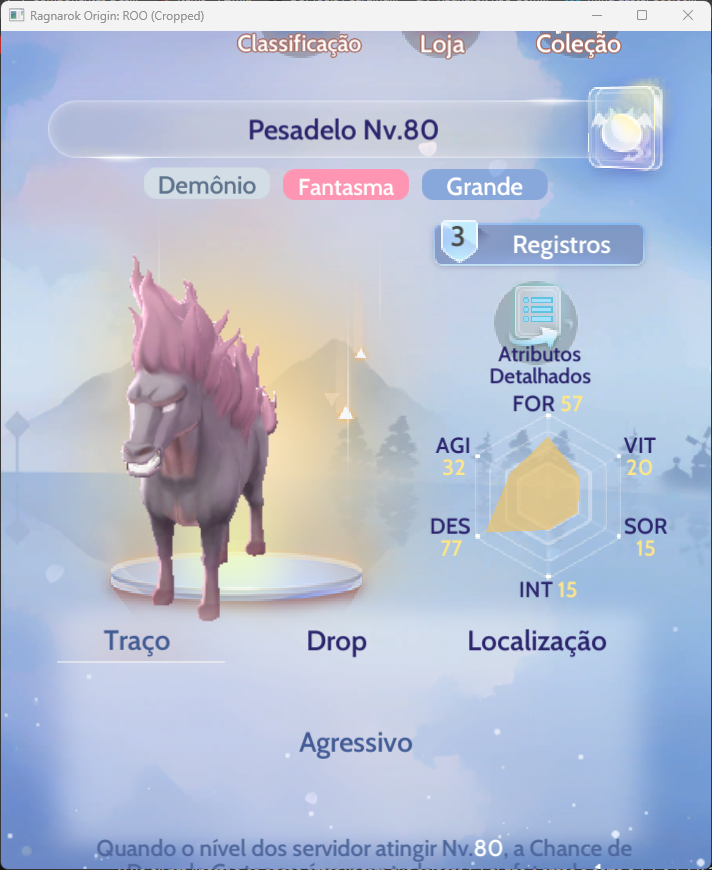 Ragnarok Origin: ROO (Cropped)
Classificação Loja Coleção
Pesadelo Nv.80
Demônio Fantasma Grande
3 Registros
Atributos
Detalhados
FOR 57
AGI VIT
32 20
DES SOR
77 15
INT 15
Traço Drop Localização
Agressivo
Quando o nível dos servidor atingir Nv.80, a Chance de